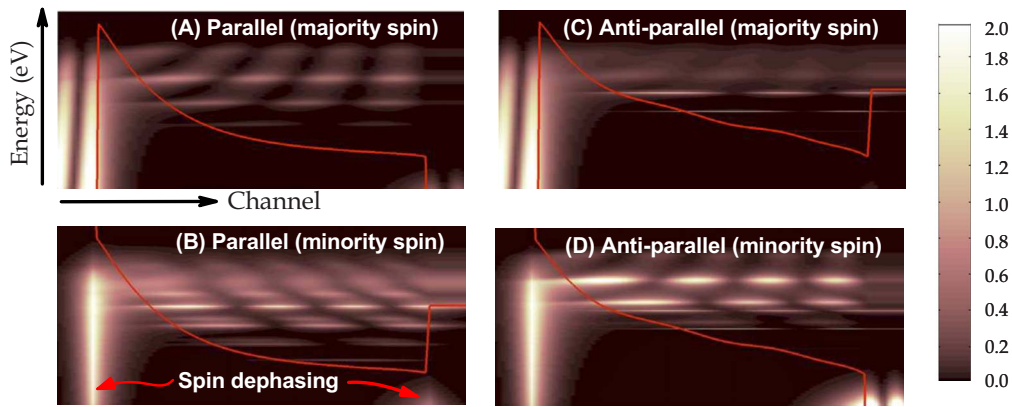 Energy (eV)
(A) Parallel (majority spin)
(C) Anti-parallel (majority spin)
Channel
(B) Parallel (minority spin)
(D) Anti-parallel (minority spin)
Spin dephasing
2.0
1.8
1.6
1.4
1.2
1.0
0.8
0.6
0.4
0.2
0.0